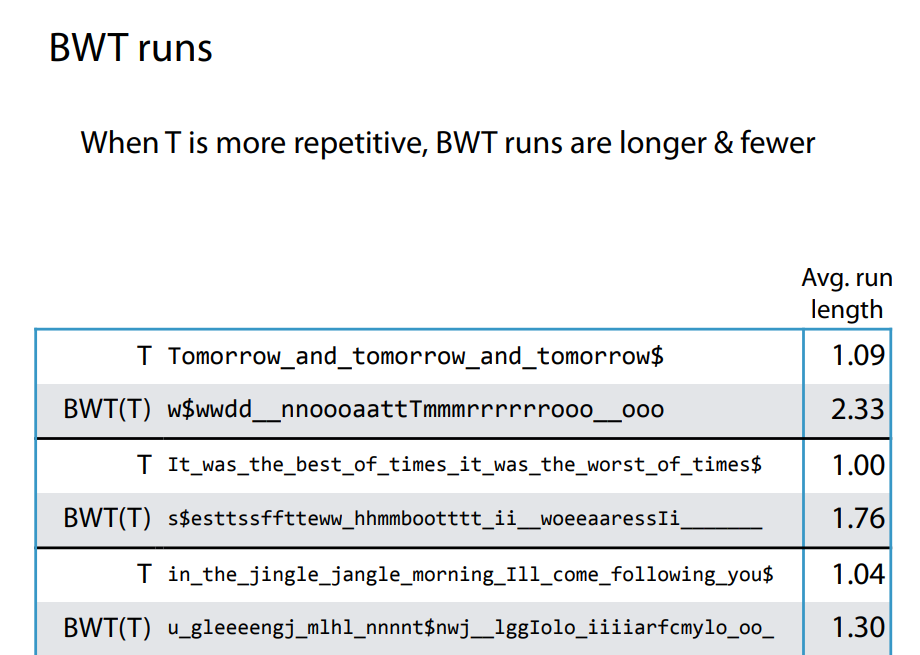 BWT runs
When T is more repetitive, BWT runs are longer & fewer
Avg. run
length
T Tomorrow_and_tomorrow_and_tomorrow$ 1.09
BWT(T) w$wwdd__nnoooaattTmmmrrrrrrooo__ooo 2.33
T It_was_the_best_of_times_it_was_the_worst_of_times$ 1.00
BWT(T) s$esttssfftteww_hhmmbootttt_ii__woeeaaressIi_______ 1.76
T in_the_jingle_jangle_morning_Ill_come_following_you$ 1.04
BWT(T) u_gleeeengj_mlhl_nnnnt$nwj__lggIolo_iiiiarfcmylo_oo_ 1.30